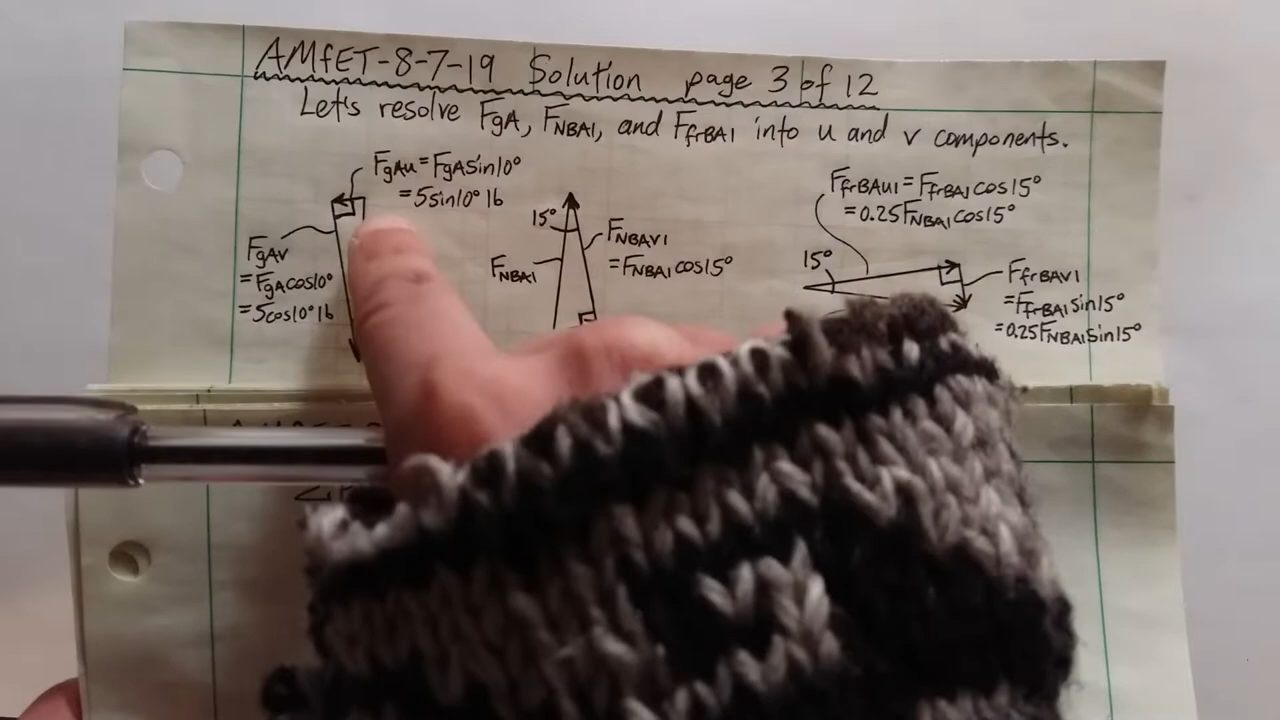 AMfET-8-7-19 Solution page 3 of 12
Let's resolve FgA, FNBA1, and FfrBA1 into u and v components.
FgAu=FgAsin10°
=5sin10° lb
FgAv
=FgAcos10°
=5cos10° lb
15°
FNBA1
FNBAV1
=FNBA1cos15°
FfrBAu1=FfrBA1cos15°
=0.25FNBA1cos15°
15°
FfrBAV1
=FfrBA1sin15°
=0.25FNBA1sin15°